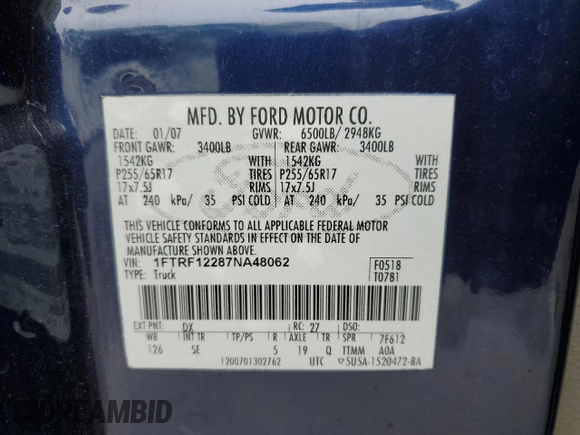 MFD. BY FORD MOTOR CO.
DATE: 01/07 GVWR: 6500LB/ 2948KG
FRONT GAWR: 3400LB REAR GAWR: 3400LB
1542KG WITH 1542KG WITH
P255/65R17 TIRES P255/65R17 TIRES
17x7.5J RIMS 17x7.5J RIMS
AT 240 kPa/ 35 PSI COLD AT 240 kPa/ 35 PSI COLD
THIS VEHICLE CONFORMS TO ALL APPLICABLE FEDERAL MOTOR
VEHICLE SAFETY STANDARDS IN EFFECT ON THE DATE OF
MANUFACTURE SHOWN ABOVE.
VIN: 1FTRF12287NA48062 F0518
TYPE: Truck T0781
EXT PNT: DX RC: 27 DSO:
WB INT TR TP/PS R AXLE TR SPR 7F612
126 SE 5 19 Q TTMM A0A
1200701302762 UTC 5U5A-1520472-BA